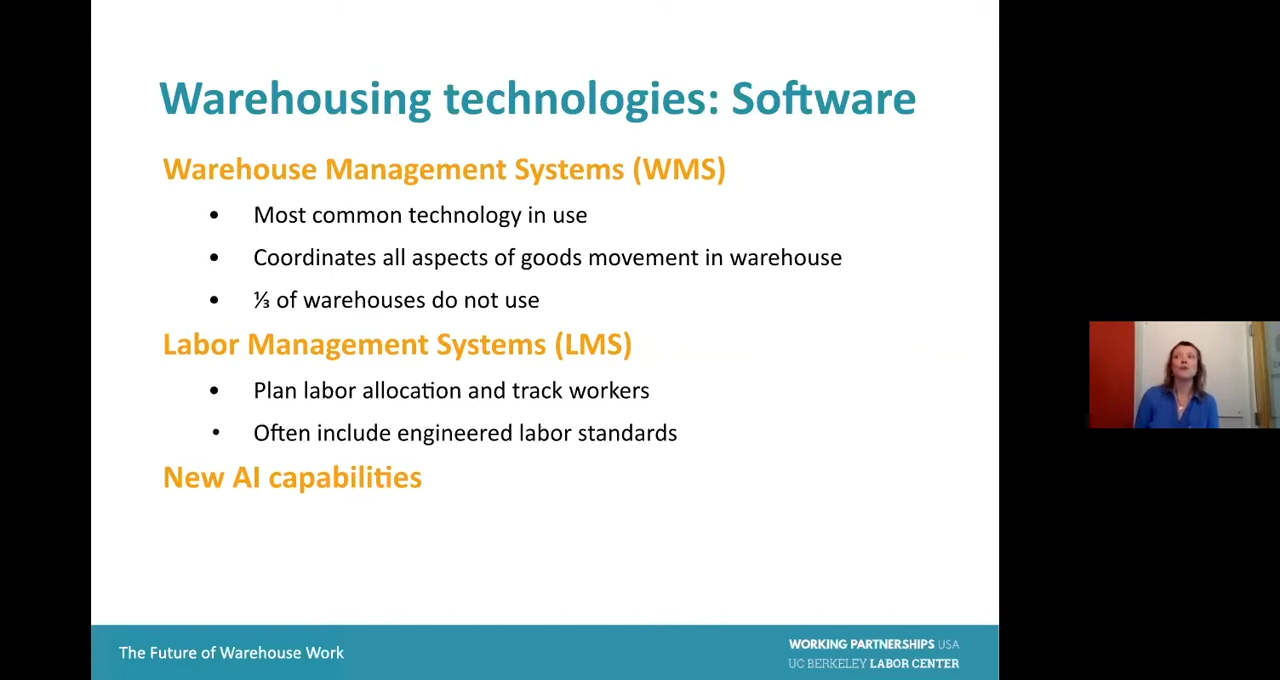 Warehousing technologies: Software
Warehouse Management Systems (WMS)
• Most common technology in use
• Coordinates all aspects of goods movement in warehouse
• ⅓ of warehouses do not use
Labor Management Systems (LMS)
• Plan labor allocation and track workers
• Often include engineered labor standards
New AI capabilities
The Future of Warehouse Work
WORKING PARTNERSHIPS USA
UC BERKELEY LABOR CENTER